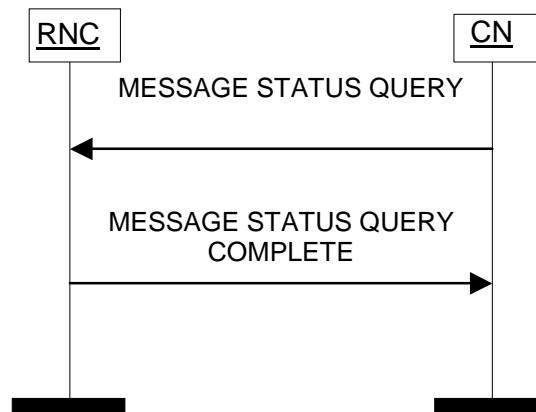 RNC
CN
MESSAGE STATUS QUERY
MESSAGE STATUS QUERY
COMPLETE